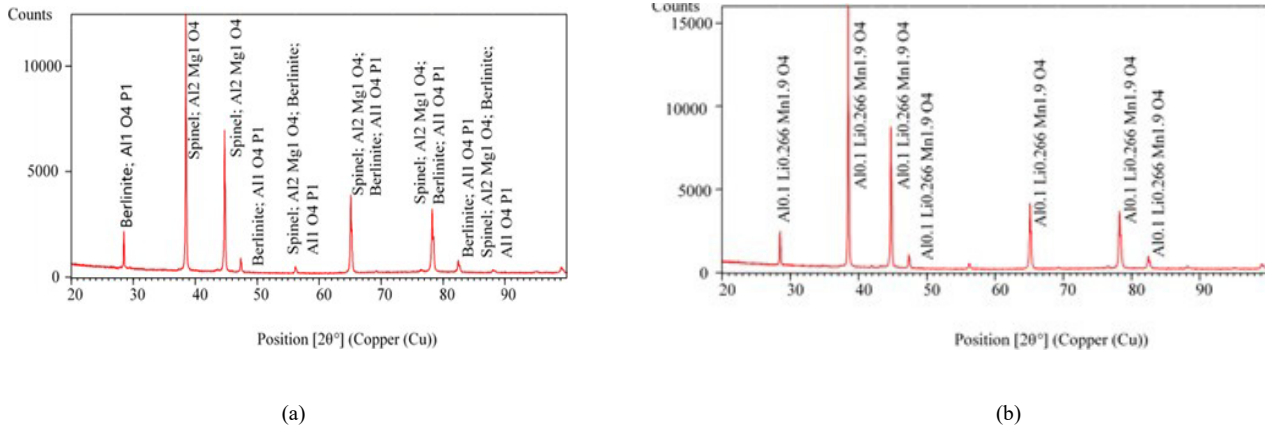 Counts
10000
5000
0
20
30
40
50
60
70
80
90
Berlinite; Al1 O4 P1
Spinel; Al2 Mg1 O4
Spinel; Al2 Mg1 O4
Berlinite; Al1 O4 P1
Spinel; Al2 Mg1 O4; Berlinite;
Al1 O4 P1
Spinel; Al2 Mg1 O4;
Berlinite; Al1 O4 P1
Spinel; Al2 Mg1 O4;
Berlinite; Al1 O4 P1
Berlinite; Al1 O4 P1
Spinel; Al2 Mg1 O4; Berlinite;
Al1 O4 P1
Position [2θ°] (Copper (Cu))
(a)
Counts
15000
10000
5000
0
20
30
40
50
60
70
80
90
Al0.1 Li0.266 Mn1.9 O4
Al0.1 Li0.266 Mn1.9 O4
Al0.1 Li0.266 Mn1.9 O4
Al0.1 Li0.266 Mn1.9 O4
Al0.1 Li0.266 Mn1.9 O4
Al0.1 Li0.266 Mn1.9 O4
Al0.1 Li0.266 Mn1.9 O4
Position [2θ°] (Copper (Cu))
(b)